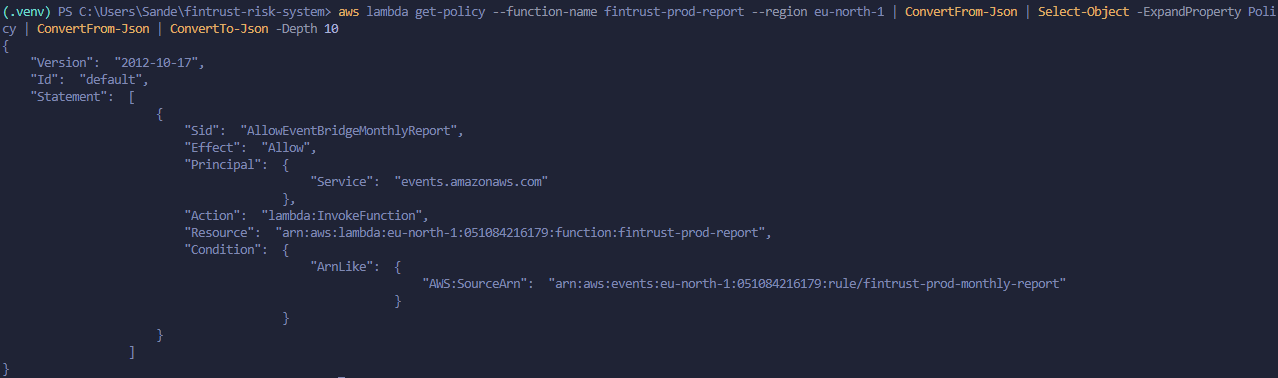 (.venv) PS C:\Users\Sande\fintrust-risk-system> aws lambda get-policy --function-name fintrust-prod-report --region eu-north-1 | ConvertFrom-Json | Select-Object -ExpandProperty Poli
cy | ConvertFrom-Json | ConvertTo-Json -Depth 10
{
    "Version":  "2012-10-17",
    "Id":  "default",
    "Statement":  [
                      {
                          "Sid":  "AllowEventBridgeMonthlyReport",
                          "Effect":  "Allow",
                          "Principal":  {
                                            "Service":  "events.amazonaws.com"
                                        },
                          "Action":  "lambda:InvokeFunction",
                          "Resource":  "arn:aws:lambda:eu-north-1:051084216179:function:fintrust-prod-report",
                          "Condition":  {
                                            "ArnLike":  {
                                                            "AWS:SourceArn":  "arn:aws:events:eu-north-1:051084216179:rule/fintrust-prod-monthly-report"
                                                        }
                                        }
                      }
                  ]
}